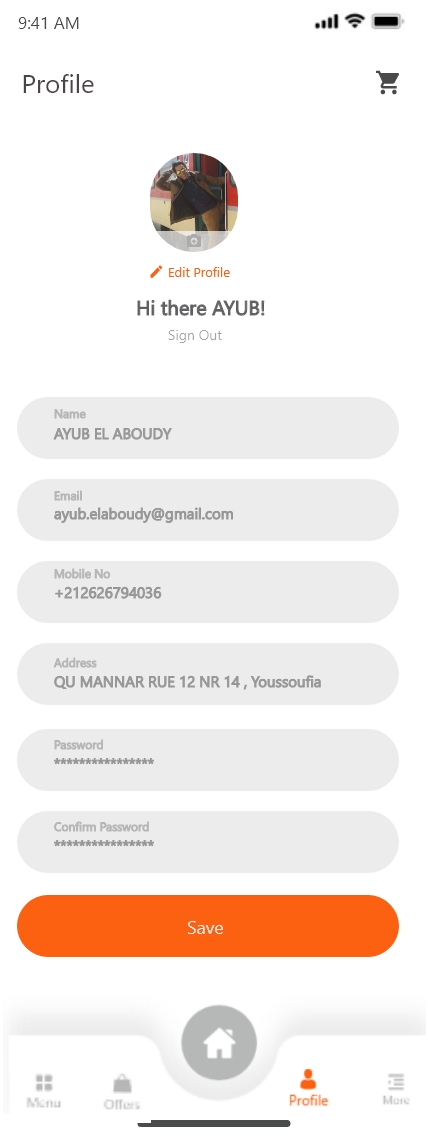 9:41 AM
Profile
Edit Profile
Hi there AYUB!
Sign Out
Name
AYUB EL ABOUDY
Email
ayub.elaboudy@gmail.com
Mobile No
+212626794036
Address
QU MANNAR RUE 12 NR 14 , Youssoufia
Password
****************
Confirm Password
****************
Save
Menu
Offers
Profile
More